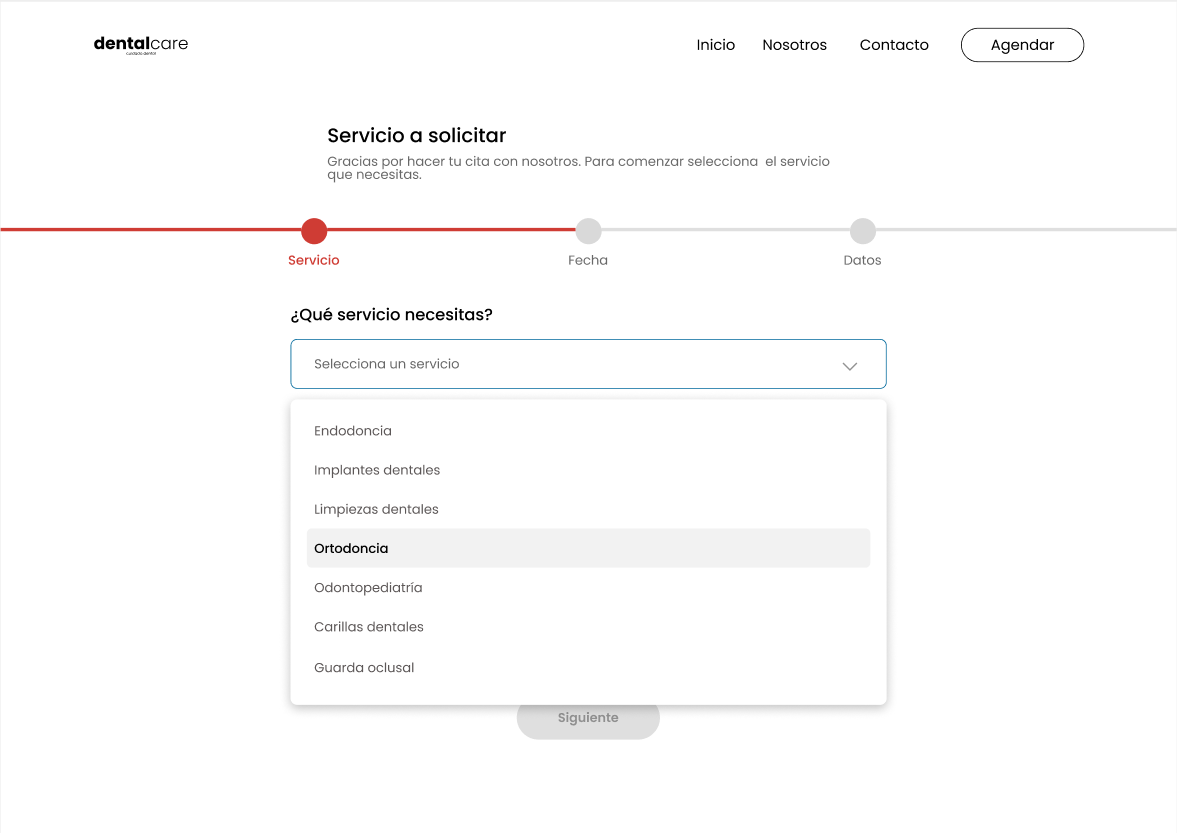 dentalcare
cuidado dental
Inicio
Nosotros
Contacto
Agendar
Servicio a solicitar
Gracias por hacer tu cita con nosotros. Para comenzar selecciona  el servicio
que necesitas.
Servicio
Fecha
Datos
¿Qué servicio necesitas?
Selecciona un servicio
Endodoncia
Implantes dentales
Limpiezas dentales
Ortodoncia
Odontopediatría
Carillas dentales
Guarda oclusal
Siguiente